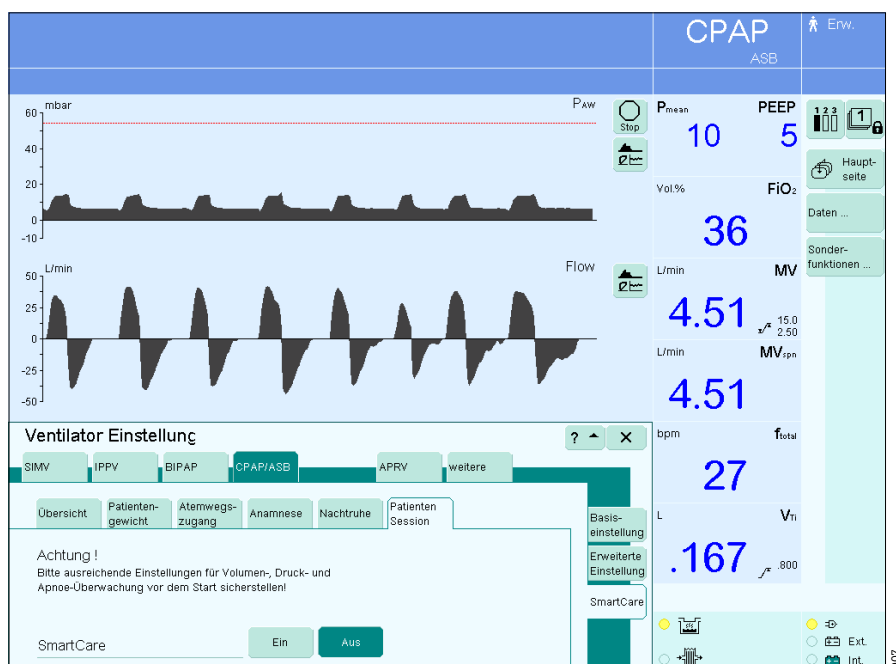 CPAP
ASB
Erw.
mbar
PAW
60
40
20
0
-10
Stop
L/min
Flow
50
25
0
-25
-50
Pmean
PEEP
10
5
Vol.%
FiO2
36
L/min
MV
4.51
15.0
2.50
L/min
MVspn
4.51
bpm
ftotal
27
L
VTi
.167
.800
1 2 3
1
Haupt-
seite
Daten ...
Sonder-
funktionen ...
Ventilator Einstellung
?
SIMV
IPPV
BIPAP
CPAP/ASB
APRV
weitere
Übersicht
Patienten-
gewicht
Atemwegs-
zugang
Anamnese
Nachtruhe
Patienten
Session
Basis-
einstellung
Erweiterte
Einstellung
SmartCare
Achtung !
Bitte ausreichende Einstellungen für Volumen-, Druck- und
Apnoe-Überwachung vor dem Start sicherstellen!
SmartCare
Ein
Aus
Ext.
Int.